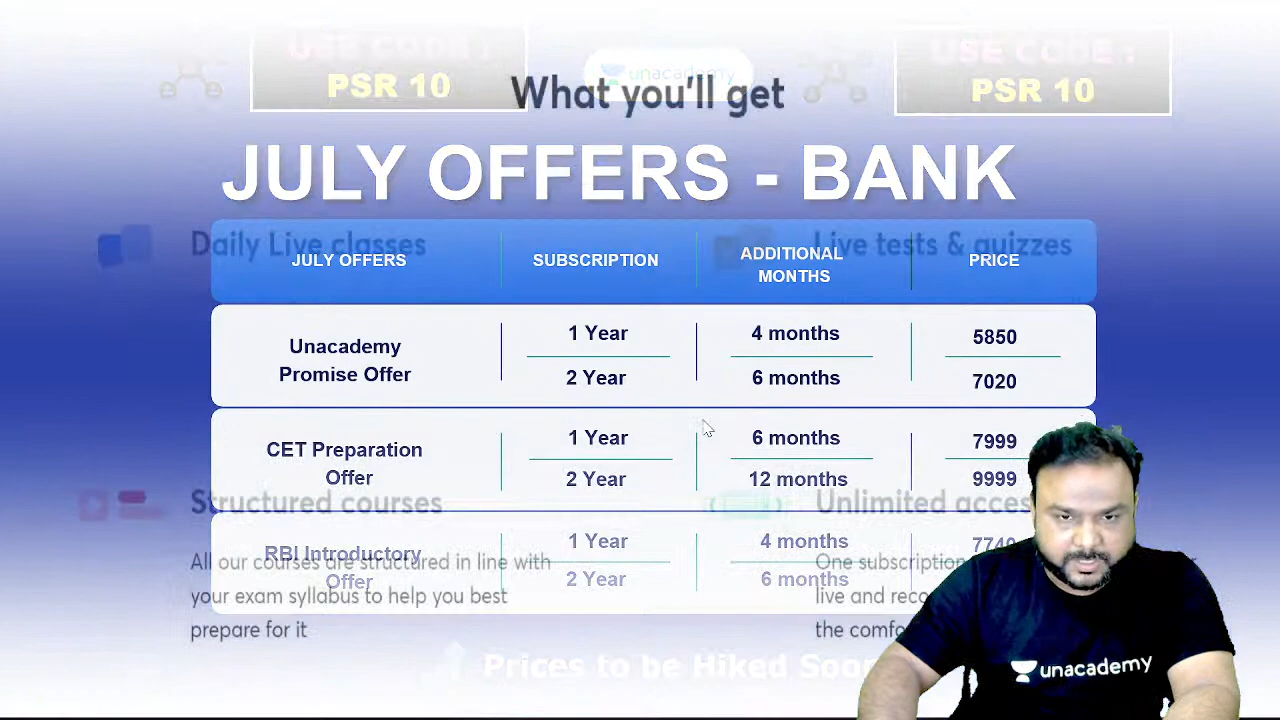 USE CODE :
PSR 10
unacademy
USE CODE :
PSR 10
What you'll get
JULY OFFERS - BANK
Daily Live classes
Live tests & quizzes
JULY OFFERS
SUBSCRIPTION
ADDITIONAL
MONTHS
PRICE
Unacademy
Promise Offer
1 Year
4 months
5850
2 Year
6 months
7020
CET Preparation
Offer
1 Year
6 months
7999
2 Year
12 months
9999
Structured courses
Unlimited
RBI Introductory
Offer
1 Year
4 months
7740
2 Year
6 months
All our courses are structured in line with
your exam syllabus to help you best
prepare for it
One subscription
live and
the
Prices to be Hiked Soon
unacademy